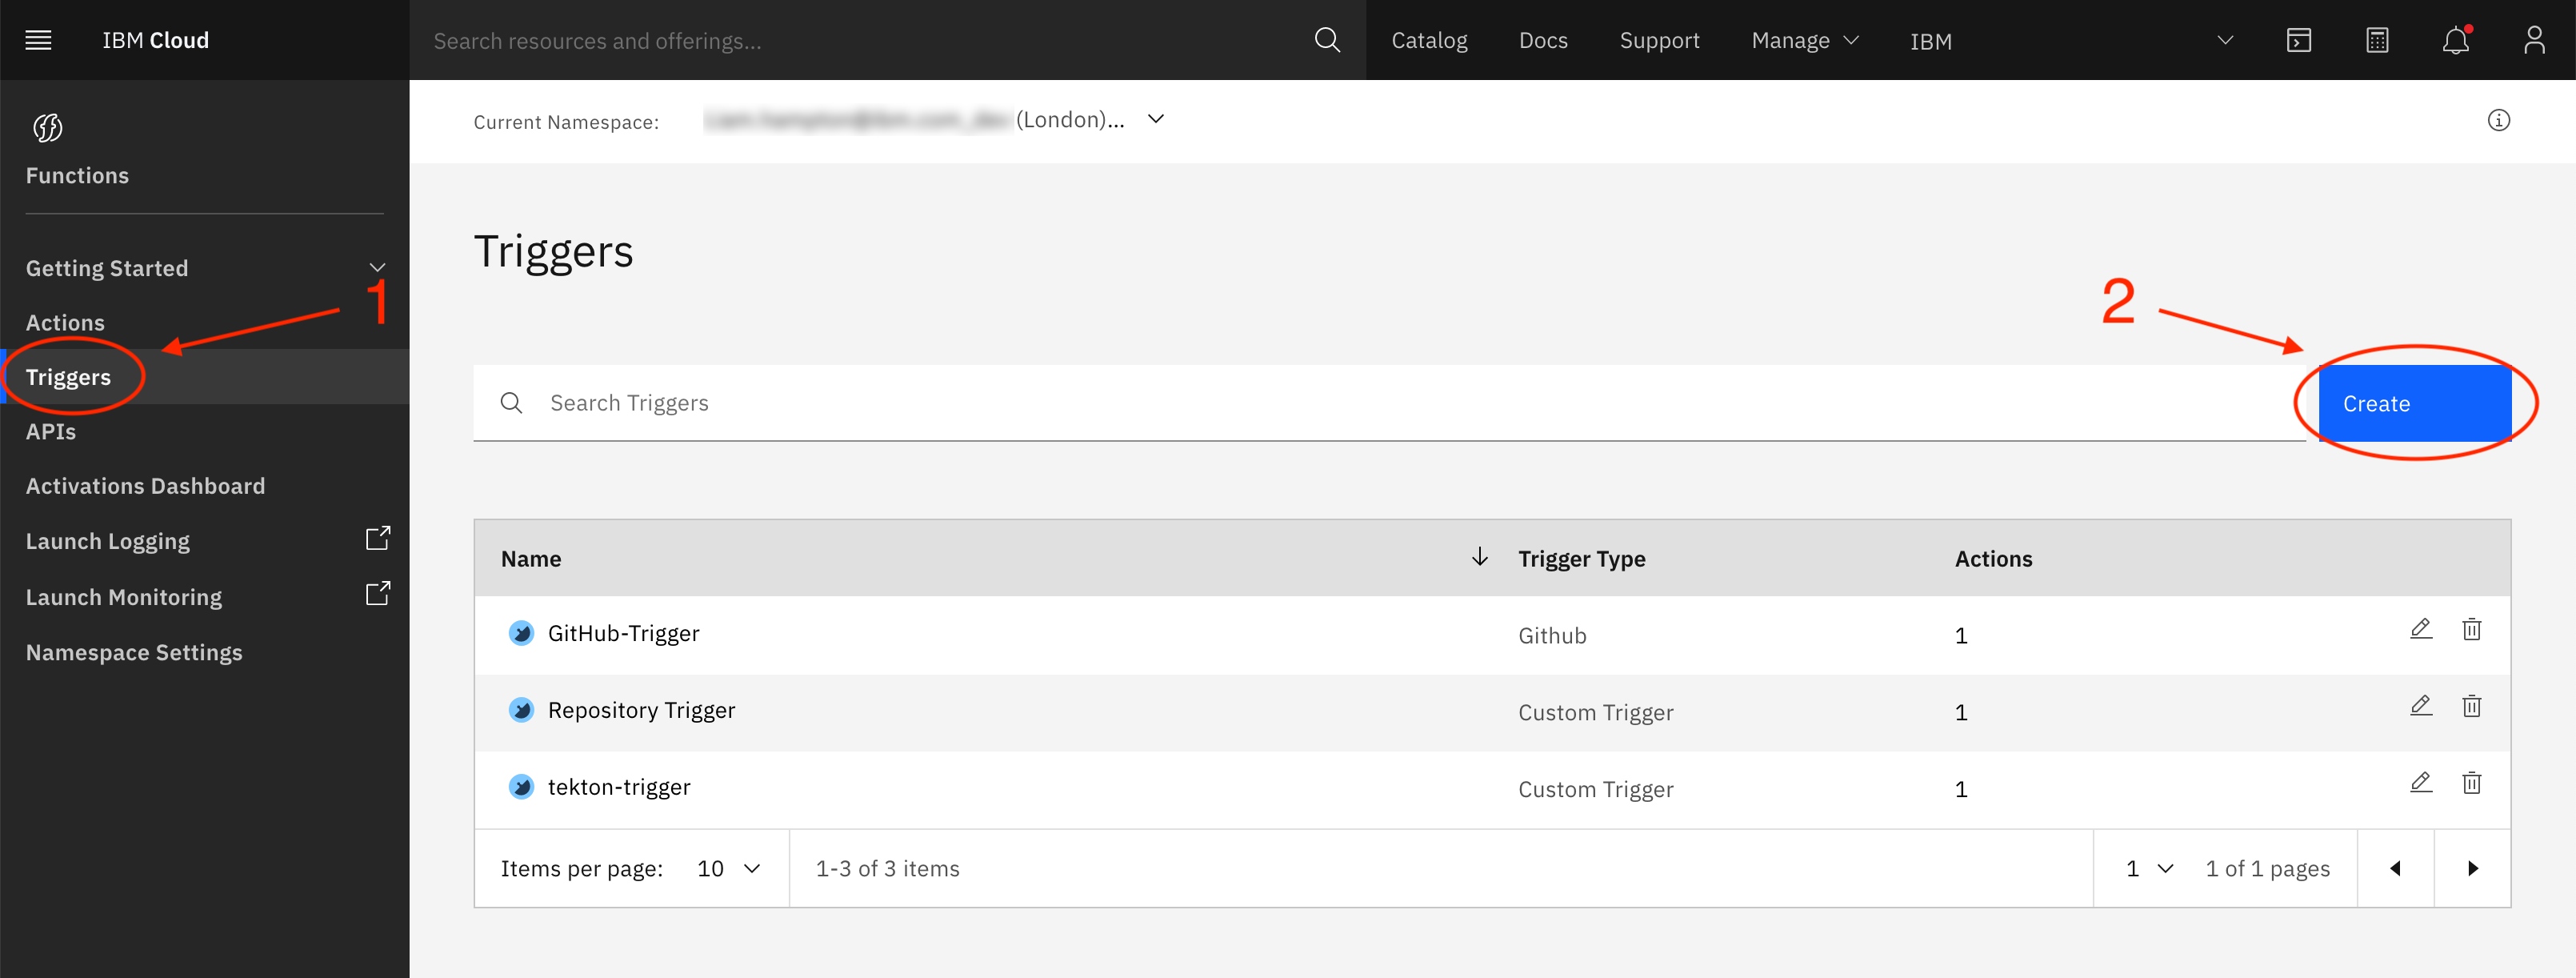 IBM Cloud
Search resources and offerings...
Catalog
Docs
Support
Manage
IBM
Functions
Getting Started
Actions
Triggers
APIs
Activations Dashboard
Launch Logging
Launch Monitoring
Namespace Settings
1
Current Namespace: (London)...
Triggers
2
Search Triggers
Create
Name Trigger Type Actions
GitHub-Trigger Github 1
Repository Trigger Custom Trigger 1
tekton-trigger Custom Trigger 1
Items per page: 10 1-3 of 3 items 1 1 of 1 pages